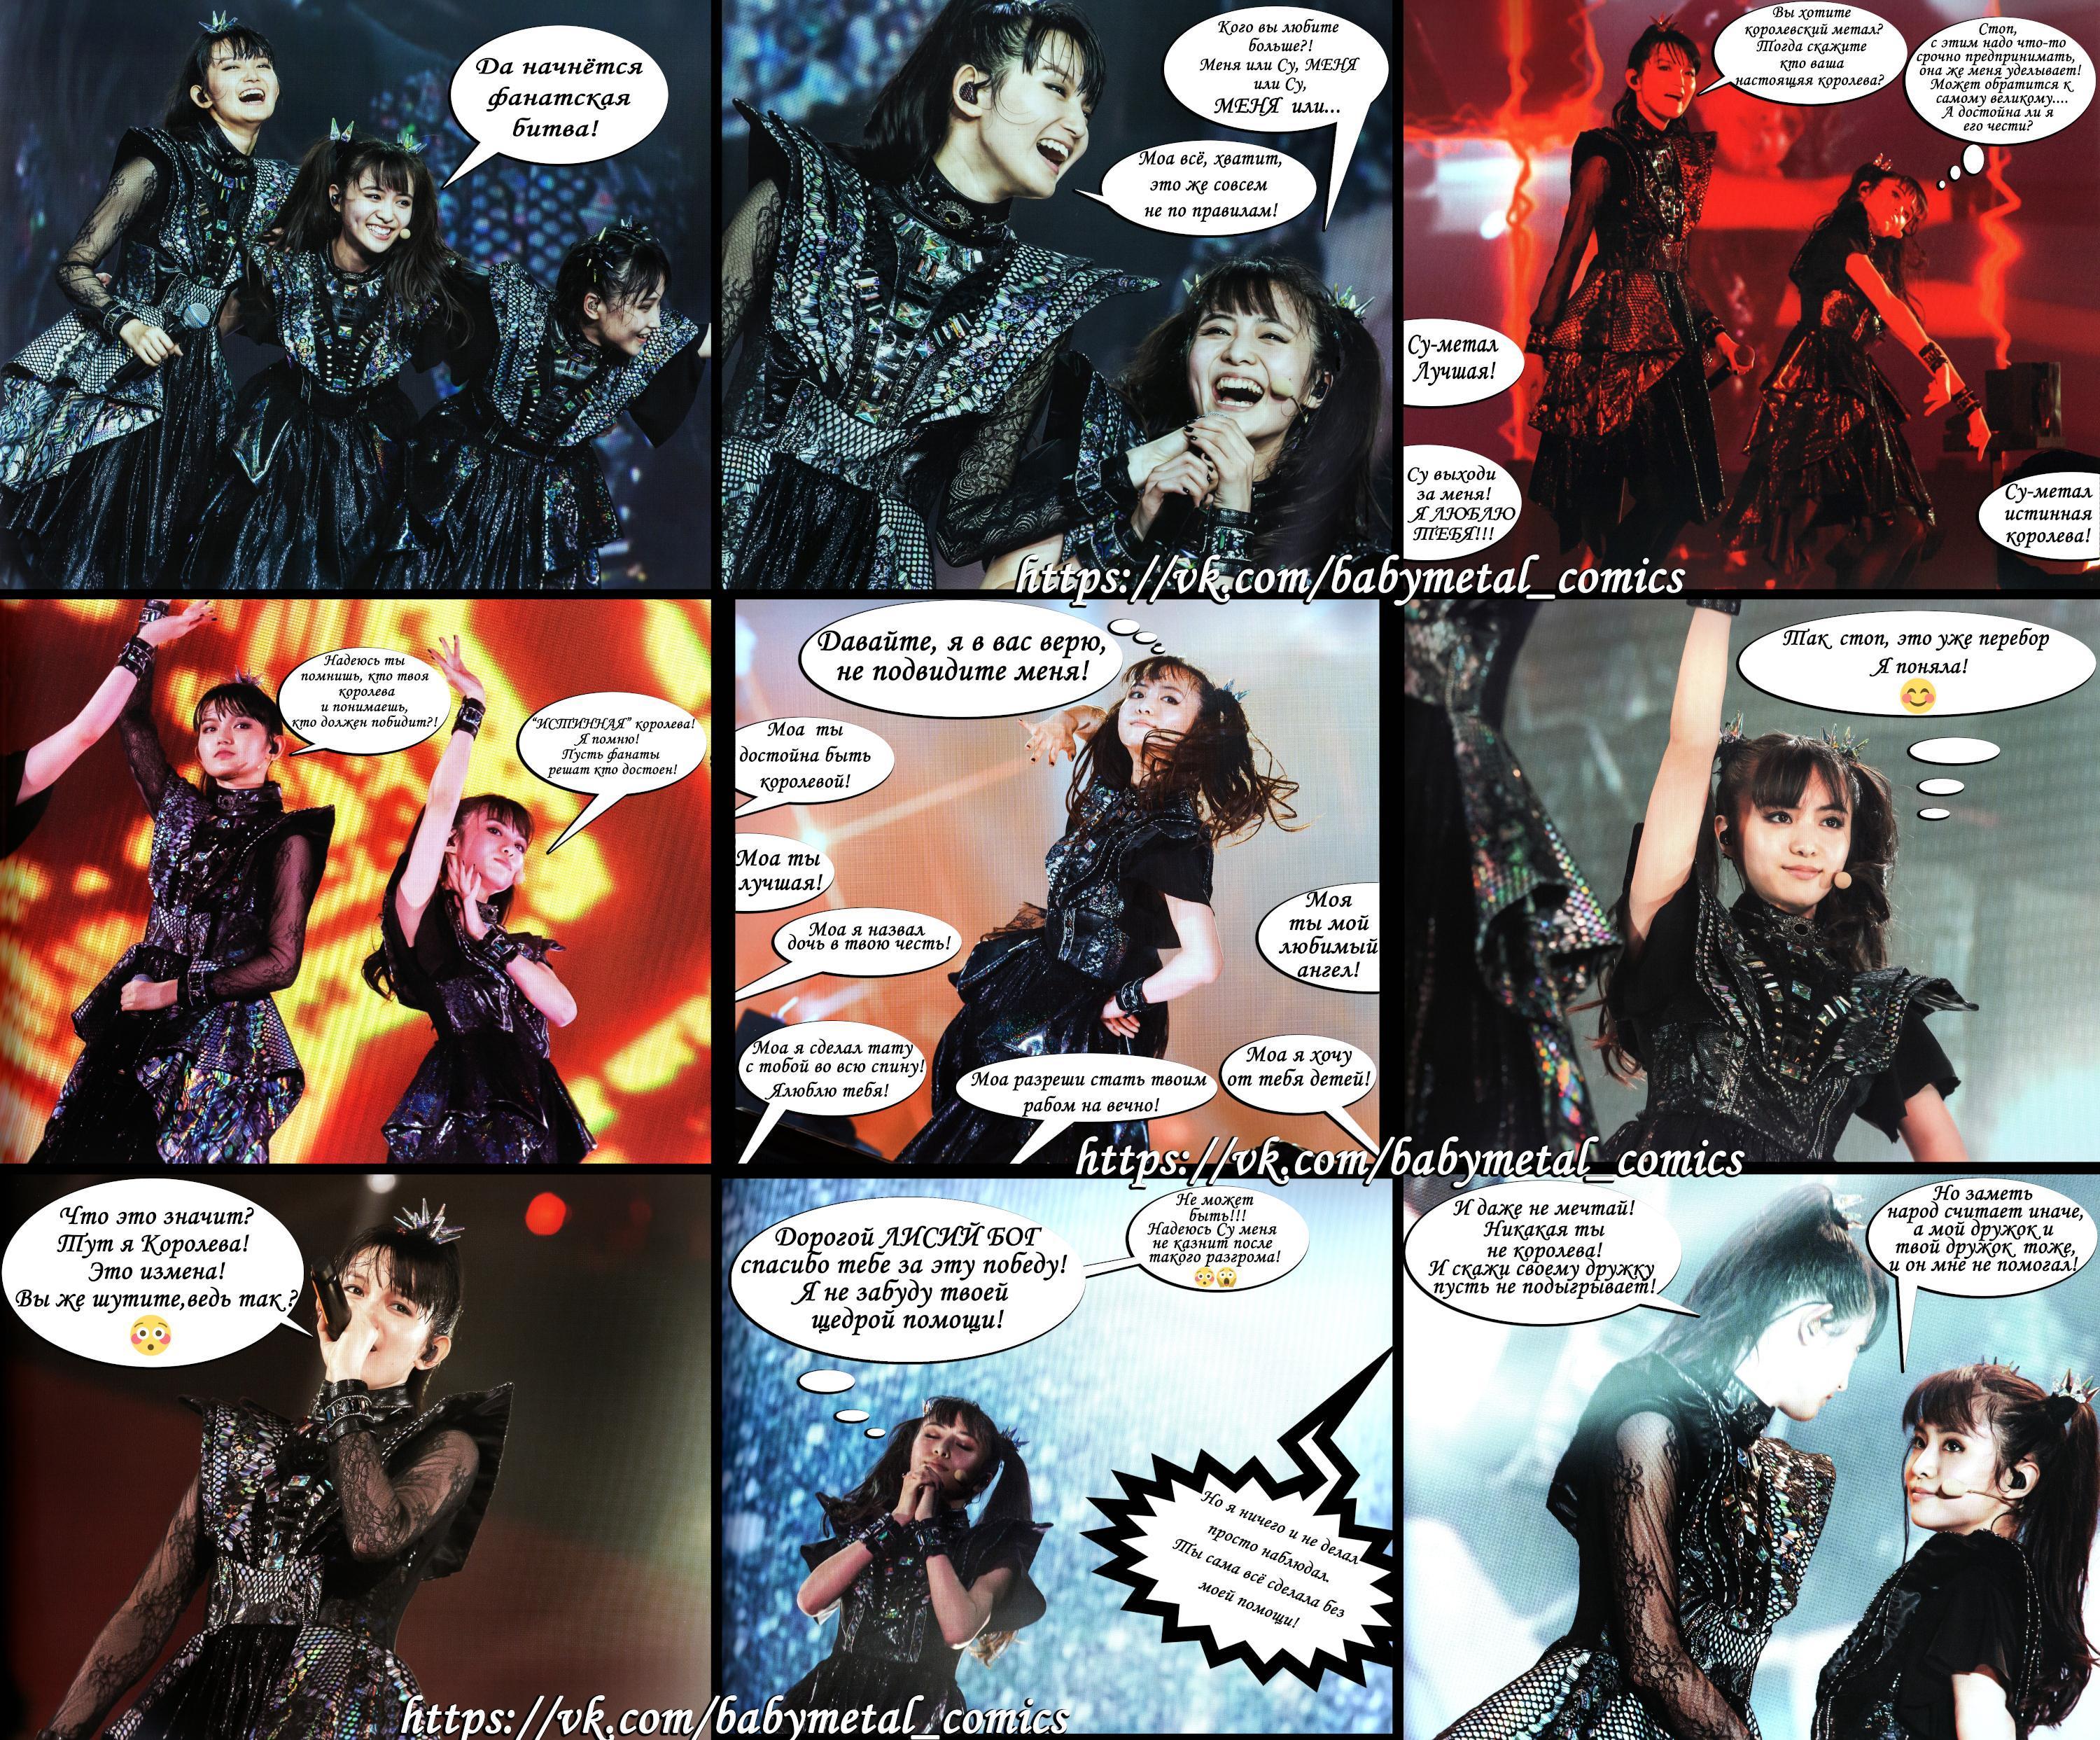 Да начнётся
фанатская
битва!
Кого вы любите
больше?!
Меня или Су, МЕНЯ
или Су,
МЕНЯ или...
Моа всё, хватит,
это же совсем
не по правилам!
Вы хотите
королевский метал?
Тогда скажите
кто ваша
настоящяя королева?
Стоп,
с этим надо что-то
срочно предпринимать,
она же меня уделывает!
Может обратится к
самому великому....
А достойна ли я
его чести?
Су-метал
Лучшая!
Су выходи
за меня!
Я ЛЮБЛЮ
ТЕБЯ!!!
Су-метал
истинная
королева!
https://vk.com/babymetal_comics
Надеюсь ты
помнишь, кто твоя
королева
и понимаешь,
кто должен побидит?!
“ИСТИННАЯ” королева!
Я помню!
Пусть фанаты
решат кто достоен!
Давайте, я в вас верю,
не подвидите меня!
Моа ты
достойна быть
королевой!
Моа ты
лучшая!
Моа я назвал
дочь в твою честь!
Моя
ты мой
любимый
ангел!
Моа я сделал тату
с тобой во всю спину!
Ялюблю тебя!
Моа разреши стать твоим
рабом на вечно!
Моа я хочу
от тебя детей!
Так стоп, это уже перебор
Я поняла!
https://vk.com/babymetal_comics
Что это значит?
Тут я Королева!
Это измена!
Вы же шутите,ведь так?
Дорогой ЛИСИЙ БОГ
спасибо тебе за эту победу!
Я не забуду твоей
щедрой помощи!
Не может
быть!!!
Надеюсь Су меня
не казнит после
такого разгрома!
Но я ничего и не делал
просто наблюдал.
Ты сама всё сделала без
моей помощи!
И даже не мечтай!
Никакая ты
не королева!
И скажи своему дружку
пусть не подыгрывает!
Но заметь
народ считает иначе,
а мой дружок и
твой дружок тоже,
и он мне не помогал!
https://vk.com/babymetal_comics